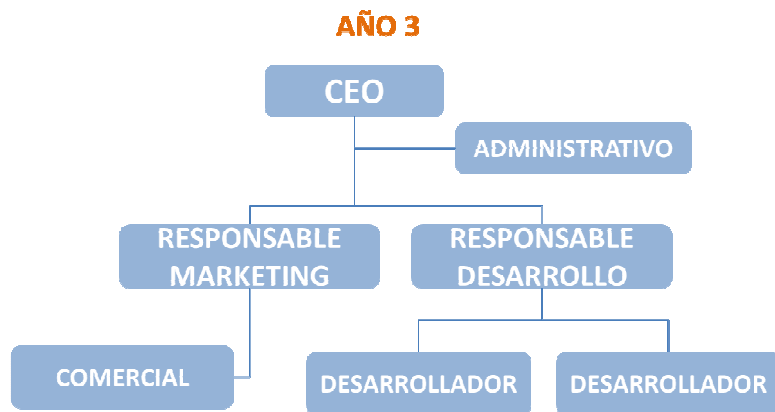 AÑO 3
CEO
ADMINISTRATIVO
RESPONSABLE
MARKETING
RESPONSABLE
DESARROLLO
COMERCIAL
DESARROLLADOR
DESARROLLADOR